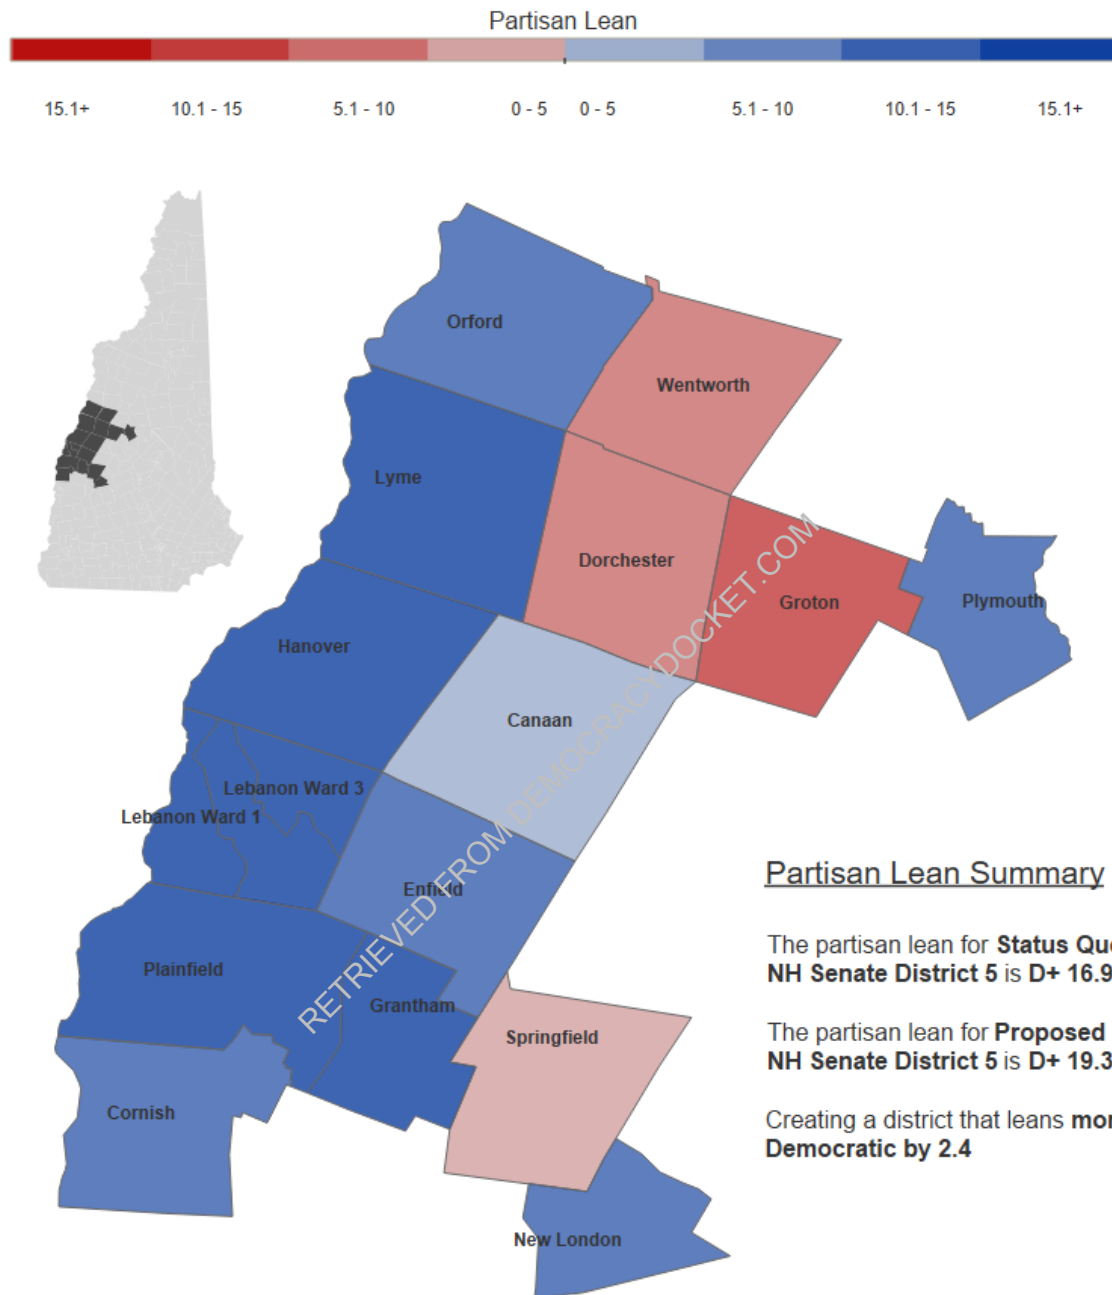 Partisan Lean
15.1+ 10.1 - 15 5.1 - 10 0 - 5 0 - 5 5.1 - 10 10.1 - 15 15.1+
Orford
Wentworth
Lyme
Dorchester
Groton
Plymouth
Hanover
Canaan
Lebanon Ward 3
Lebanon Ward 1
Enfield
Plainfield
Grantham
Springfield
Cornish
New London
RETRIEVED FROM DEMOCRACYDOCKET.COM
Partisan Lean Summary
The partisan lean for Status Qu
NH Senate District 5 is D+ 16.9
The partisan lean for Proposed
NH Senate District 5 is D+ 19.3
Creating a district that leans mor
Democratic by 2.4